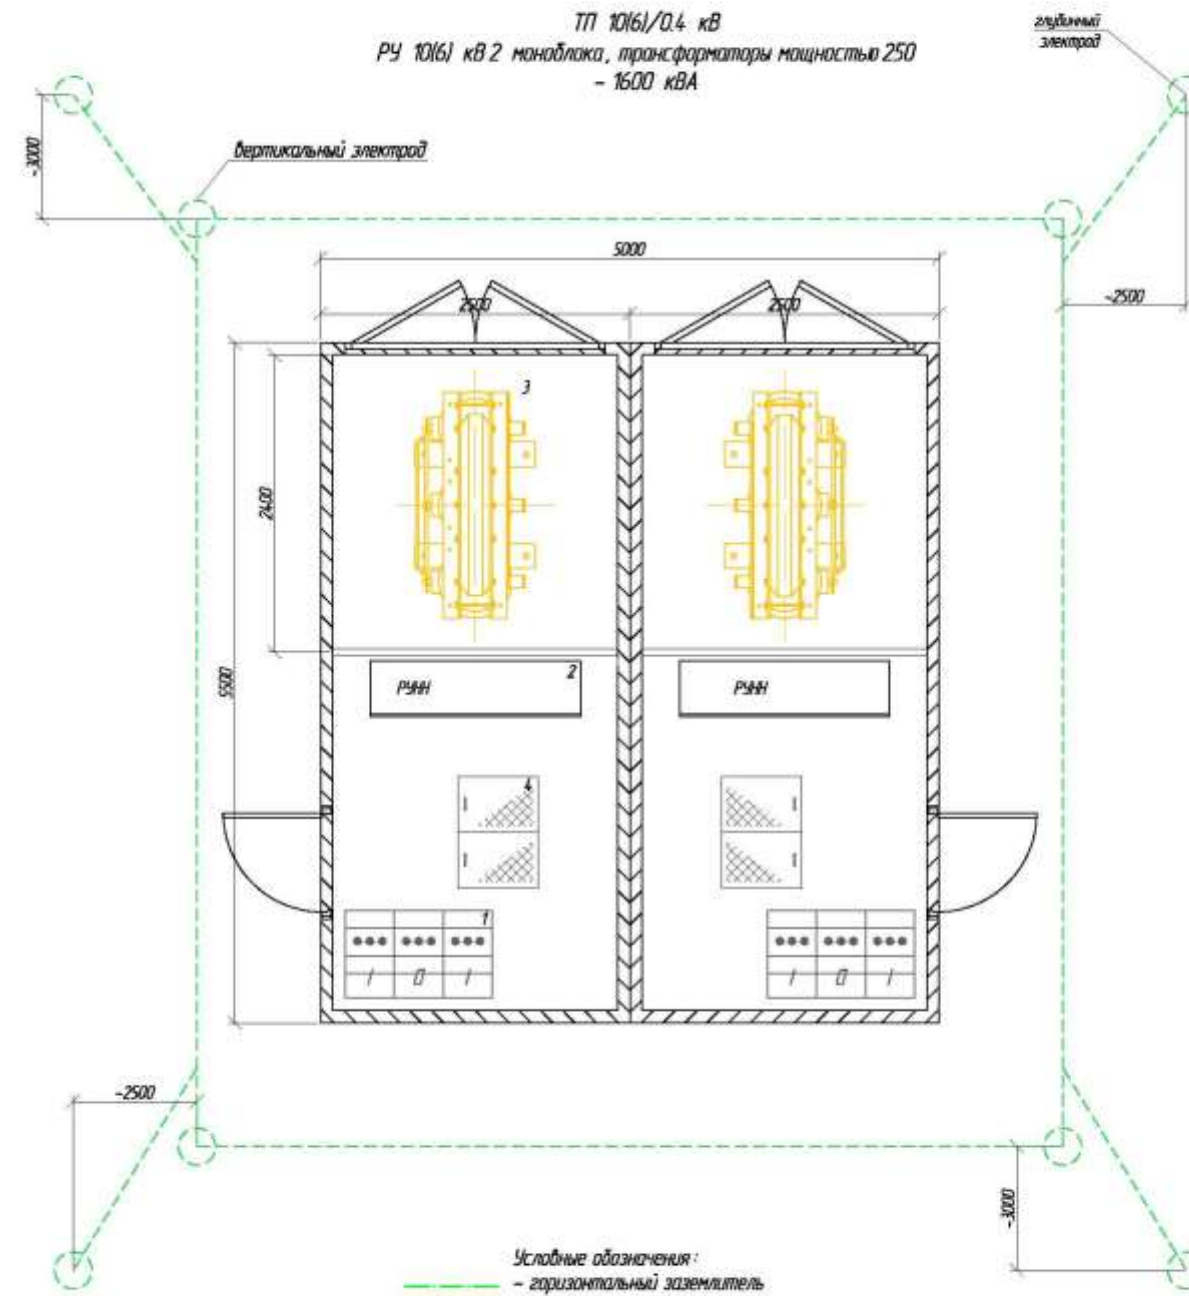 ТП 10(6)/0.4 кВ
РУ 10(6) кВ 2 моноблока, трансформаторы мощностью 250
- 1600 кВА
глубинный
электрод
вертикальный электрод
~3000
5000
2500
2500
~2500
3
2400
5500
РУНН
2
РУНН
4
1
I 0 I
I 0 I
~2500
~3000
Условные обозначения:
- горизонтальный заземлитель